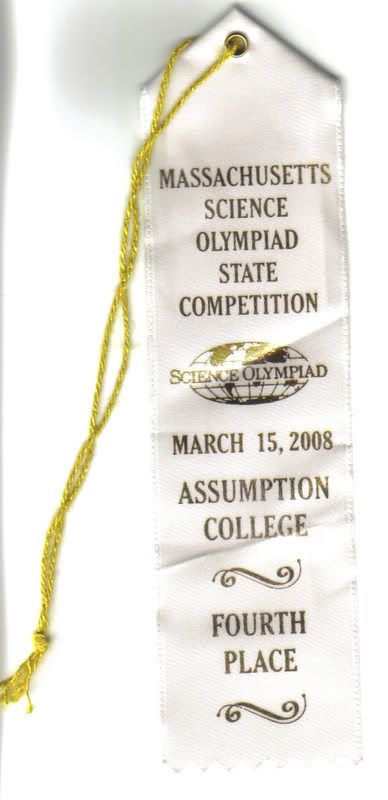 MASSACHUSETTS
SCIENCE
OLYMPIAD
STATE
COMPETITION
SCIENCE OLYMPIAD
MARCH 15, 2008
ASSUMPTION
COLLEGE
FOURTH
PLACE